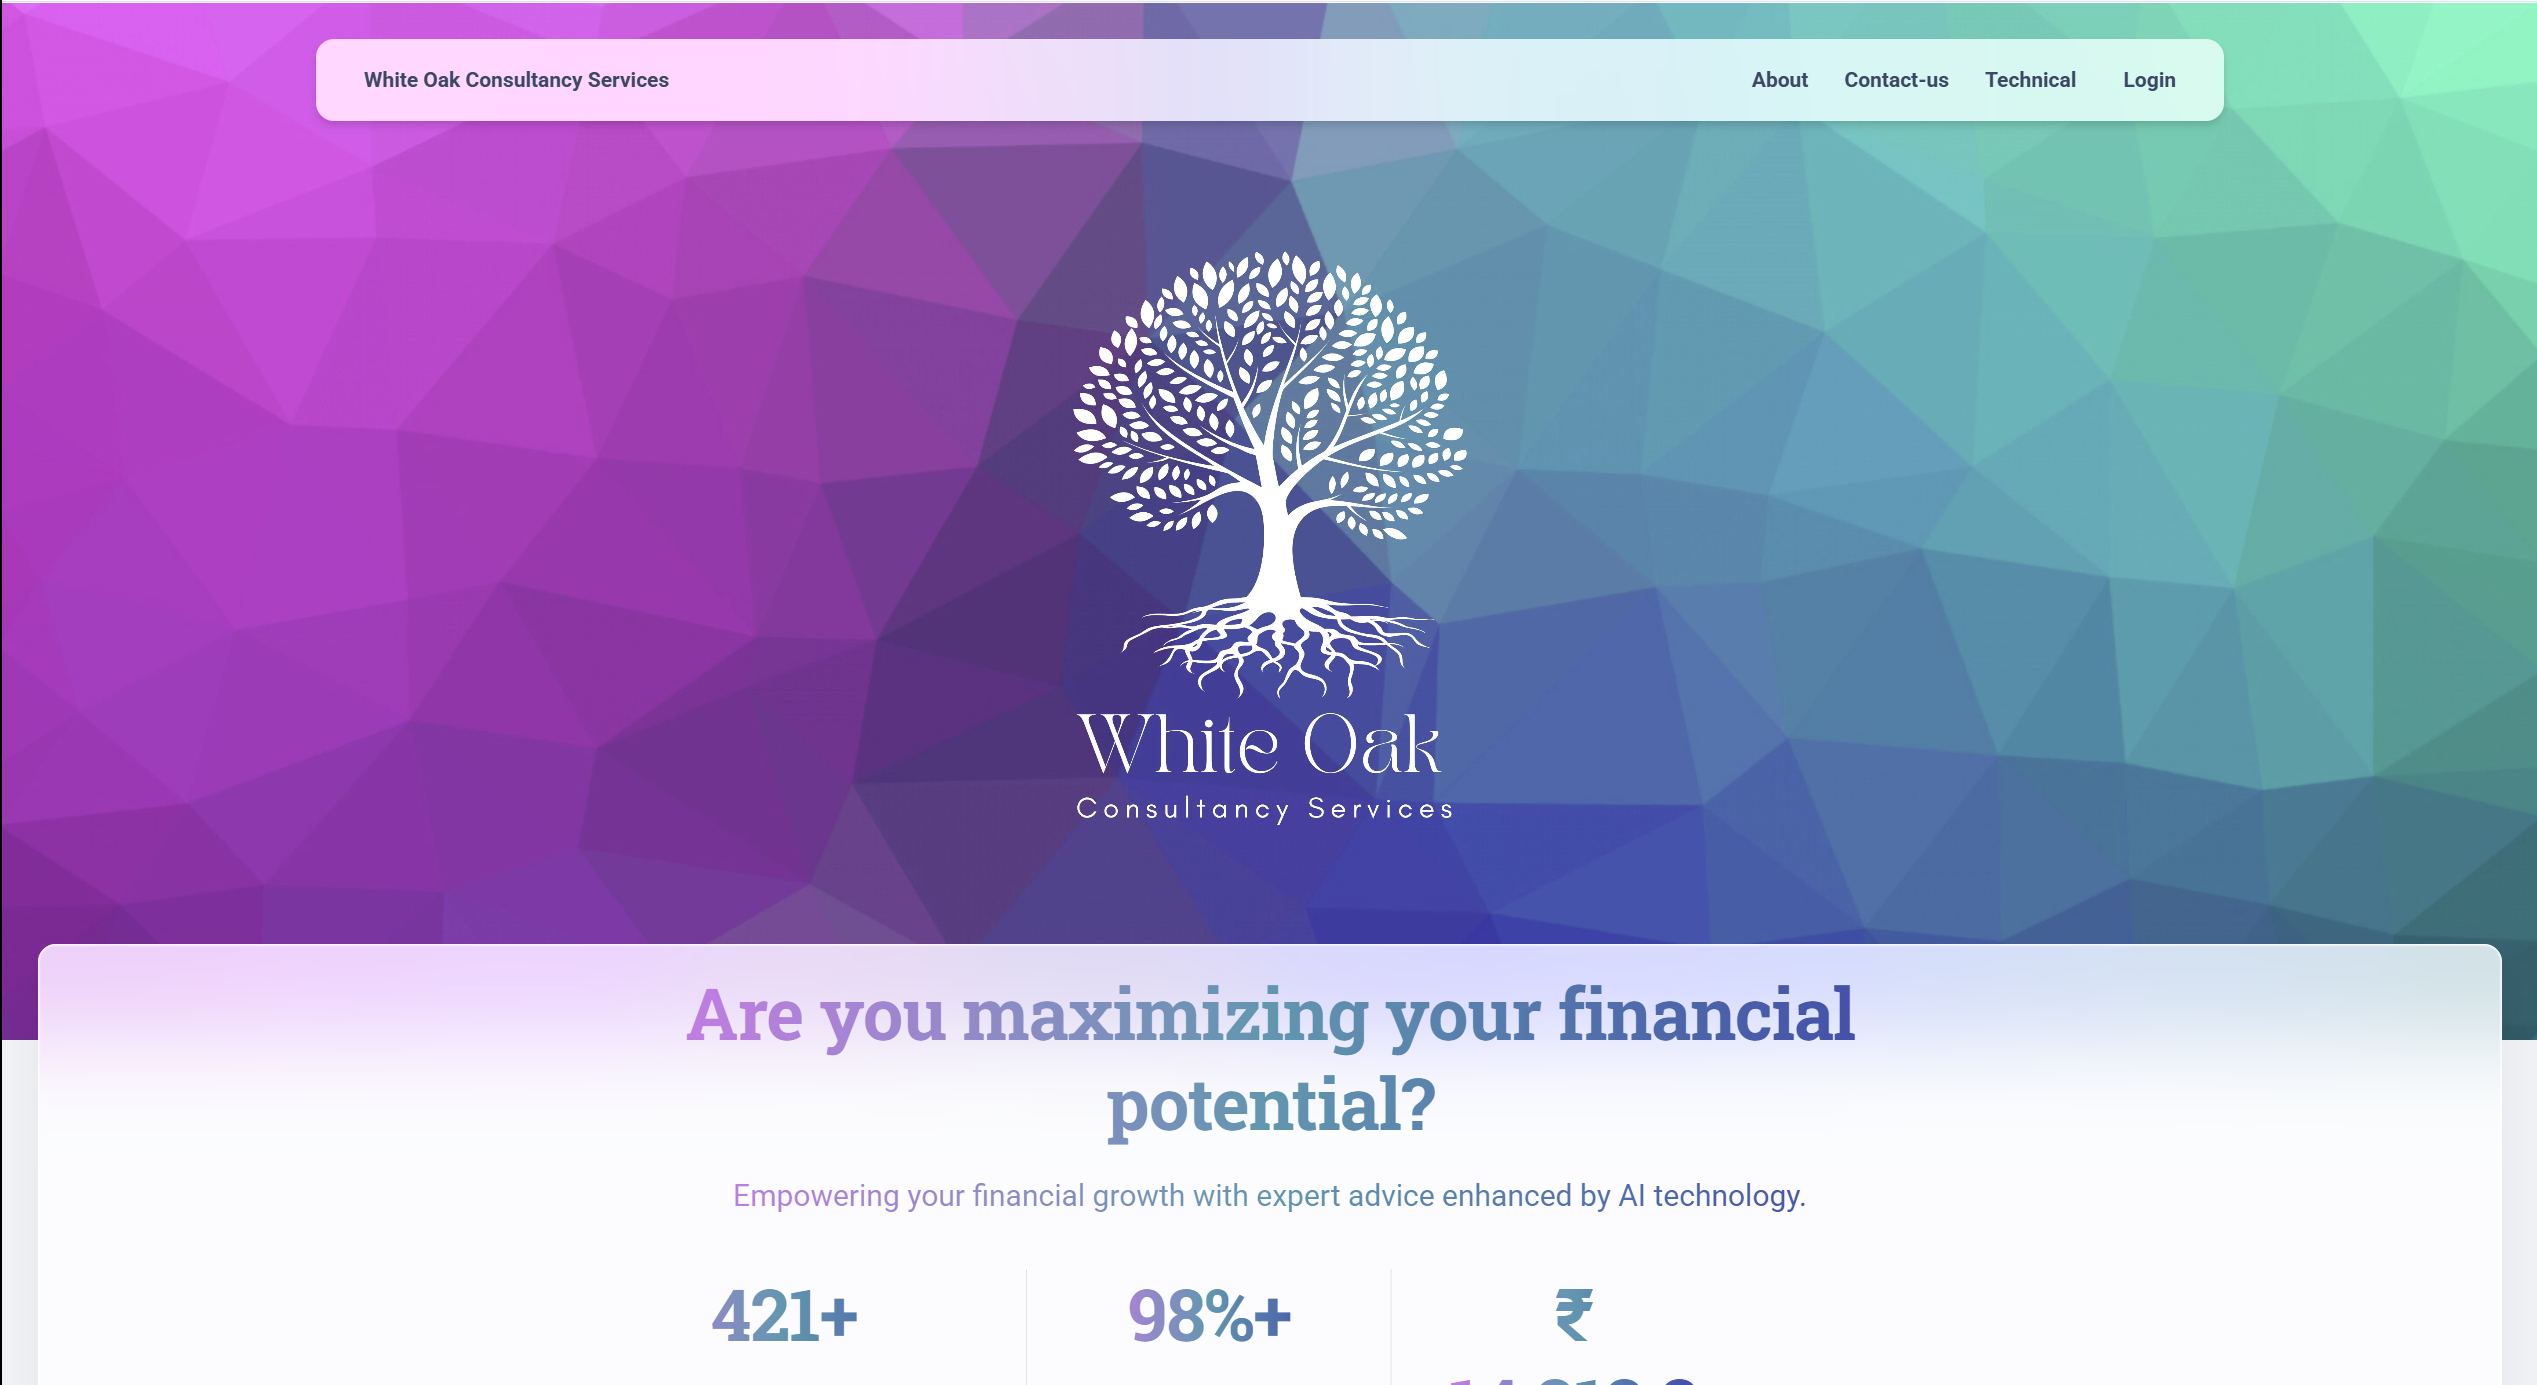 White Oak Consultancy Services
About Contact-us Technical Login
White Oak
Consultancy Services
Are you maximizing your financial
potential?
Empowering your financial growth with expert advice enhanced by AI technology.
421+ 98%+ ₹